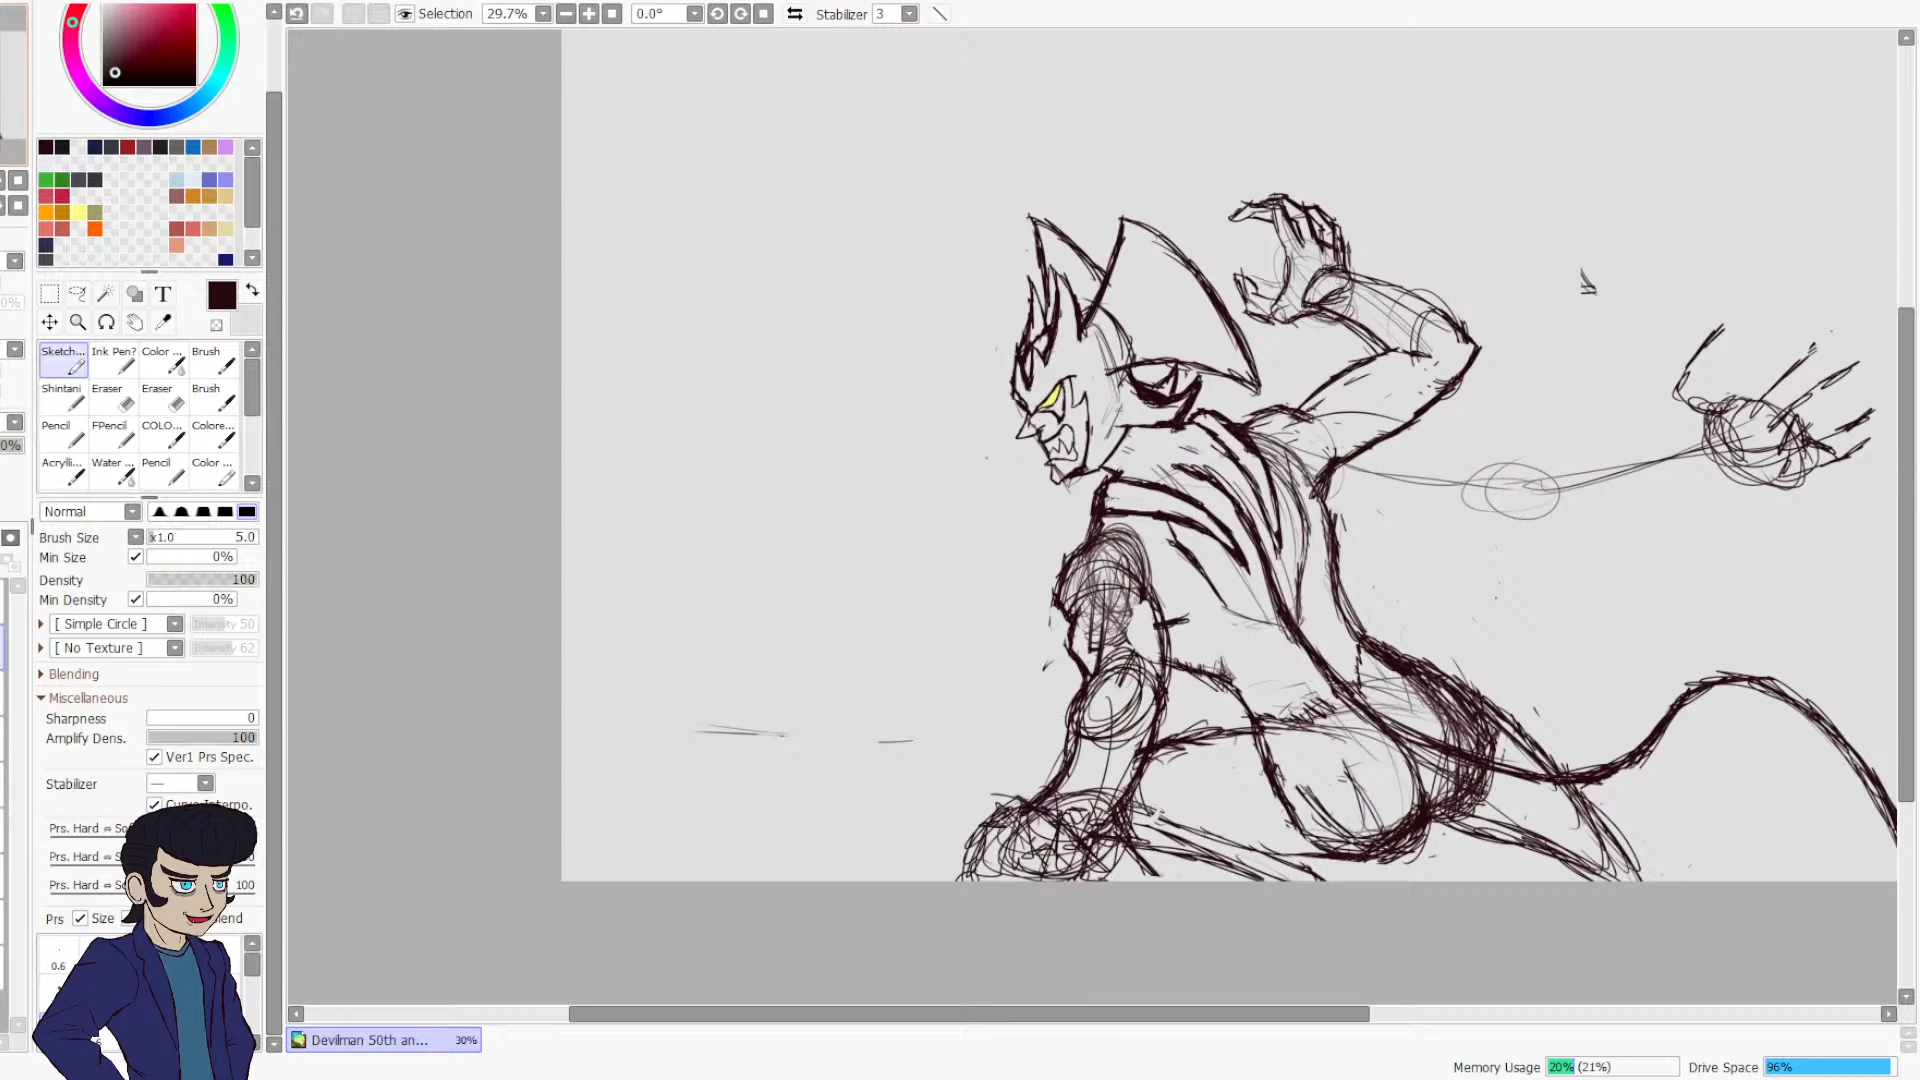 Selection 29.7% 0.0° Stabilizer 3
T
0%
Sketch... Ink Pen? Color ... Brush
Shintani Eraser Eraser Brush
Pencil FPencil COLO... Colore...
0%
Acryli... Water ... Pencil Color ...
Normal
Brush Size x1.0 5.0
Min Size 0%
Density 100
Min Density 0%
[ Simple Circle ] Intensity 50
[ No Texture ] Intensity 62
Blending
Miscellaneous
Sharpness 0
Amplify Dens. 100
Ver1 Prs Spec.
Stabilizer
Curve Interpo.
Prs. Hard ⇔ Sof
Prs. Hard ⇔ S
Prs. Hard ⇔ S 100
Prs Size
0.6
Devilman 50th an... 30%
Memory Usage 20% (21%) Drive Space 96%